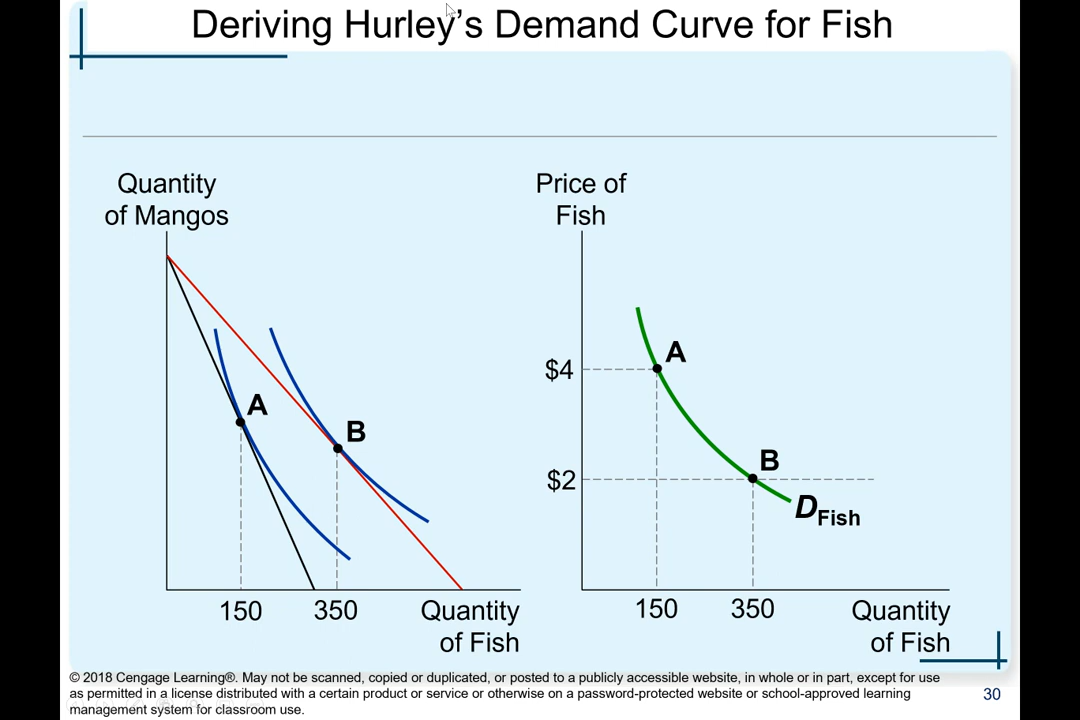 Deriving Hurley’s Demand Curve for Fish
Quantity
of Mangos
A
B
150
350
Quantity
of Fish
Price of
Fish
$4
A
$2
B
DFish
150
350
Quantity
of Fish
© 2018 Cengage Learning®. May not be scanned, copied or duplicated, or posted to a publicly accessible website, in whole or in part, except for use
as permitted in a license distributed with a certain product or service or otherwise on a password-protected website or school-approved learning
management system for classroom use.
30